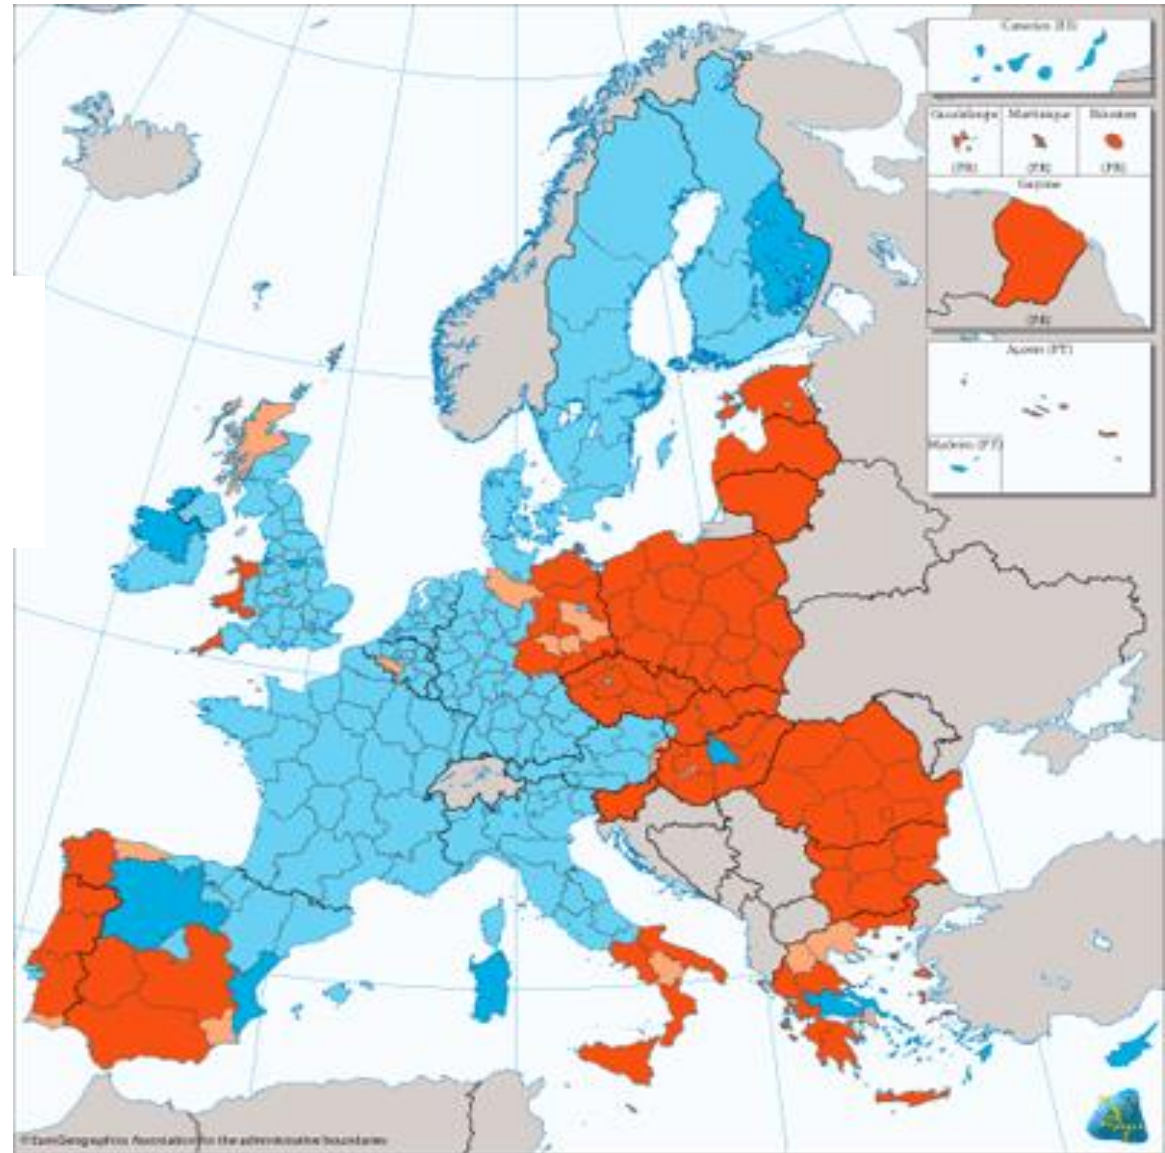 Canarias (ES)
Guadeloupe Martinique Réunion
(FR) (FR) (FR)
Guyane
(FR)
Açores (PT)
Madeira (PT)
© EuroGeographics Association for the administrative boundaries